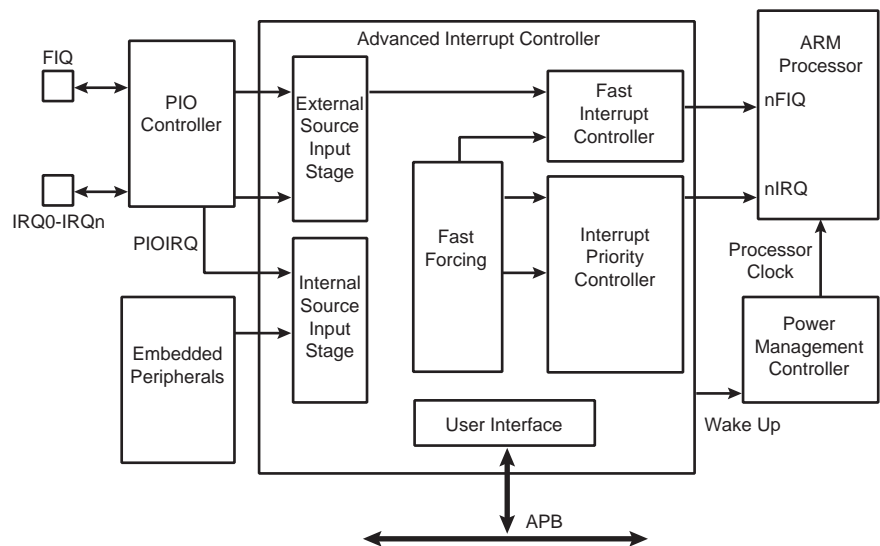 Advanced Interrupt Controller
FIQ
PIO
Controller
IRQ0-IRQn
PIOIRQ
Embedded
Peripherals
External
Source
Input
Stage
Internal
Source
Input
Stage
Fast
Forcing
Fast
Interrupt
Controller
Interrupt
Priority
Controller
User Interface
APB
ARM
Processor
nFIQ
nIRQ
Processor
Clock
Power
Management
Controller
Wake Up